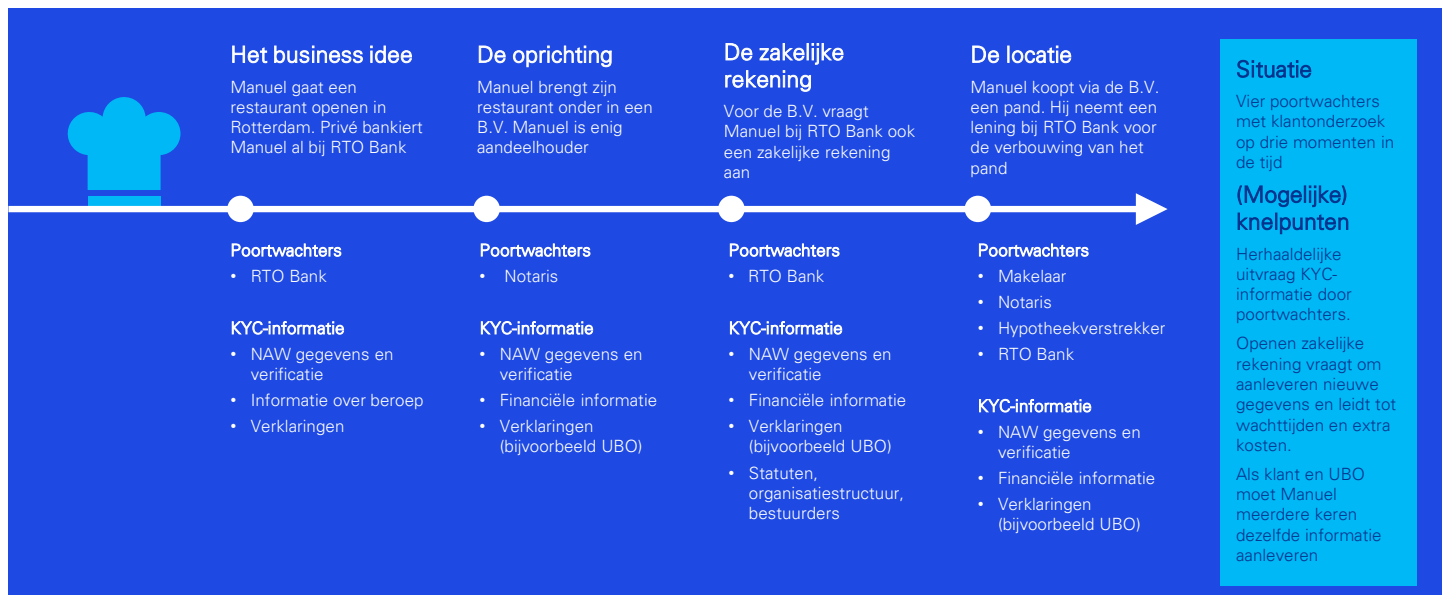 Het business idee
Manuel gaat een
restaurant openen in
Rotterdam. Privé bankiert
Manuel al bij RTO Bank
De oprichting
Manuel brengt zijn
restaurant onder in een
B.V. Manuel is enig
aandeelhouder
De zakelijke
rekening
Voor de B.V. vraagt
Manuel bij RTO Bank ook
een zakelijke rekening
aan
De locatie
Manuel koopt via de B.V.
een pand. Hij neemt een
lening bij RTO Bank voor
de verbouwing van het
pand
Poortwachters
• RTO Bank
KYC-informatie
• NAW gegevens en
verificatie
• Informatie over beroep
• Verklaringen
Poortwachters
• Notaris
KYC-informatie
• NAW gegevens en
verificatie
• Financiële informatie
• Verklaringen
(bijvoorbeeld UBO)
Poortwachters
• RTO Bank
KYC-informatie
• NAW gegevens en
verificatie
• Financiële informatie
• Verklaringen
(bijvoorbeeld UBO)
• Statuten,
organisatiestructuur,
bestuurders
Poortwachters
• Makelaar
• Notaris
• Hypotheekverstrekker
• RTO Bank
KYC-informatie
• NAW gegevens en
verificatie
• Financiële informatie
• Verklaringen
(bijvoorbeeld UBO)
Situatie
Vier poortwachters
met klantonderzoek
op drie momenten in
de tijd
(Mogelijke)
knelpunten
Herhaaldelijke
uitvraag KYC-
informatie door
poortwachters.
Openen zakelijke
rekening vraagt om
aanleveren nieuwe
gegevens en leidt tot
wachttijden en extra
kosten.
Als klant en UBO
moet Manuel
meerdere keren
dezelfde informatie
aanleveren